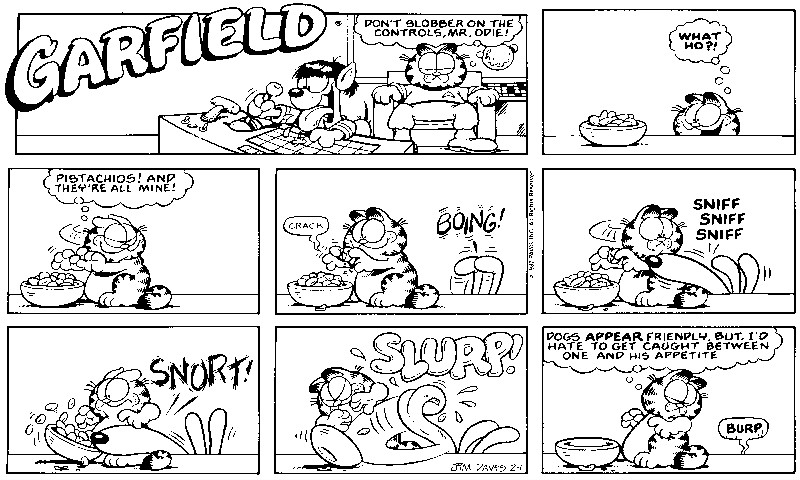 GARFIELD
DON'T SLOBBER ON THE
CONTROLS, MR. ODIE!
WHAT
HO?!
PISTACHIOS! AND
THEY'RE ALL MINE!
CRACK
BOING!
SNIFF
SNIFF
SNIFF
SNORT!
SLURP!
JIM DAVIS 2-1
DOGS APPEAR FRIENDLY, BUT, I'D
HATE TO GET CAUGHT BETWEEN
ONE AND HIS APPETITE
BURP